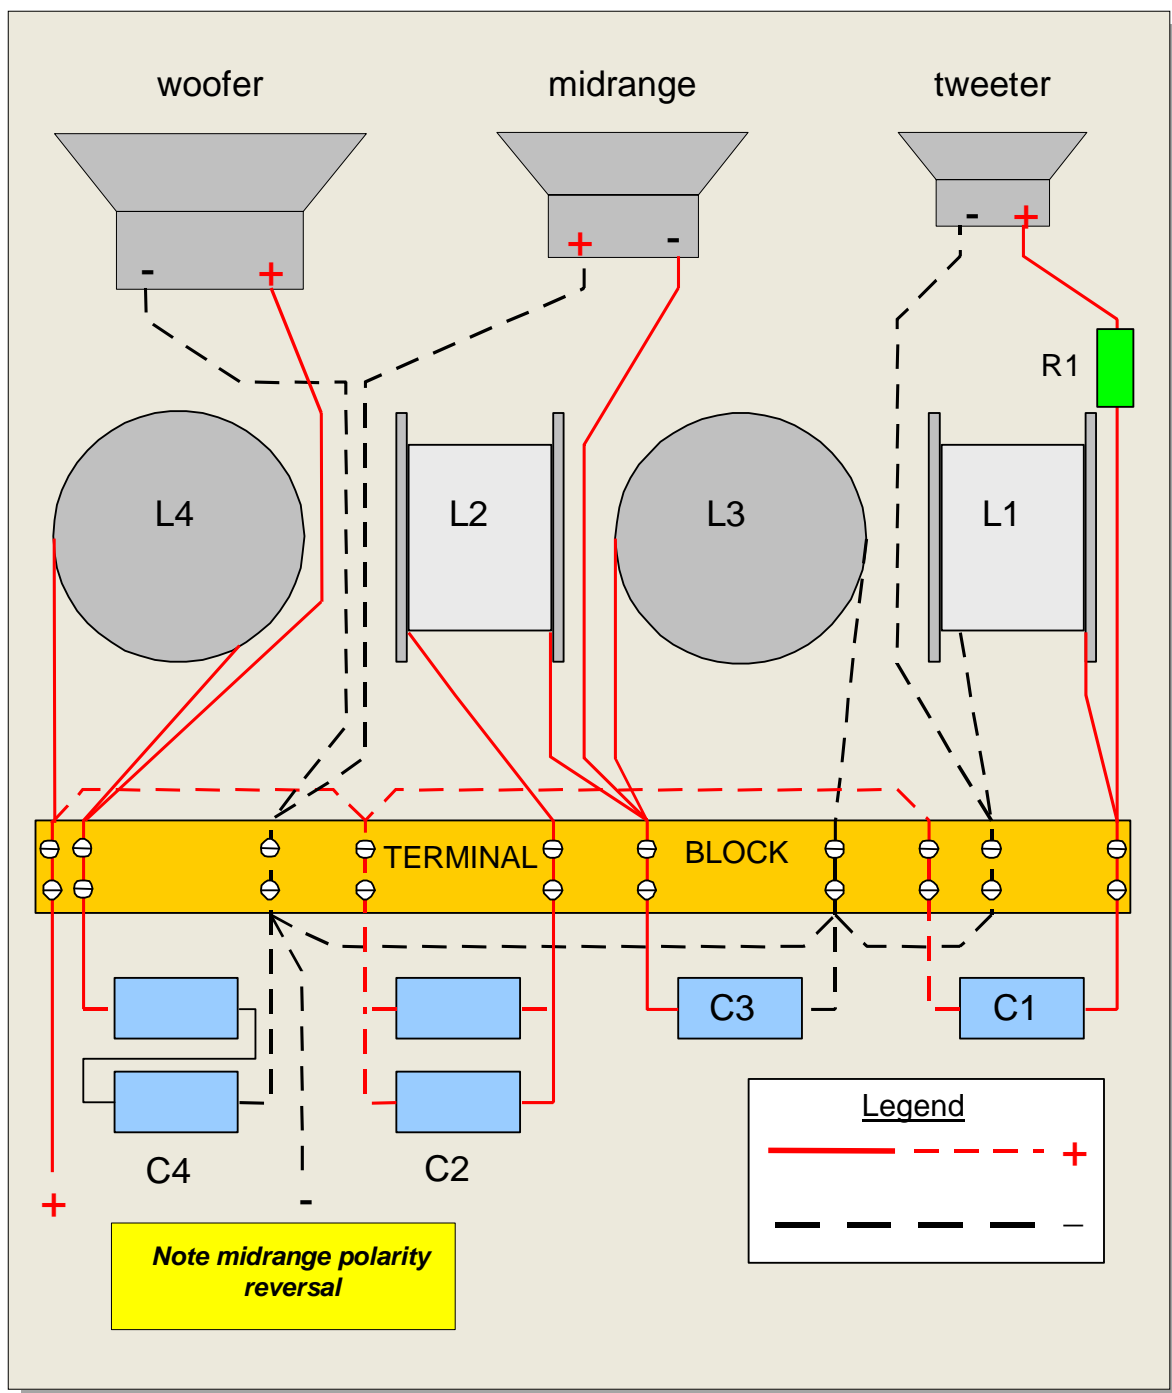 woofer
midrange
tweeter
- +
+ -
- +
R1
L4
L2
L3
L1
TERMINAL
BLOCK
C3
C1
Legend
+
–
C4
C2
+
-
Note midrange polarity
reversal